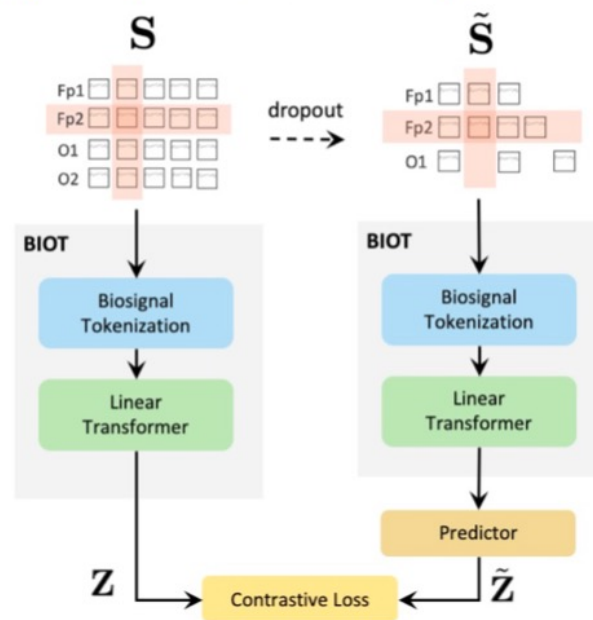 S
S̃
Fp1
Fp2
O1
O2
dropout
Fp1
Fp2
O1
BIOT
Biosignal
Tokenization
Linear
Transformer
BIOT
Biosignal
Tokenization
Linear
Transformer
Predictor
Z
Z̃
Contrastive Loss